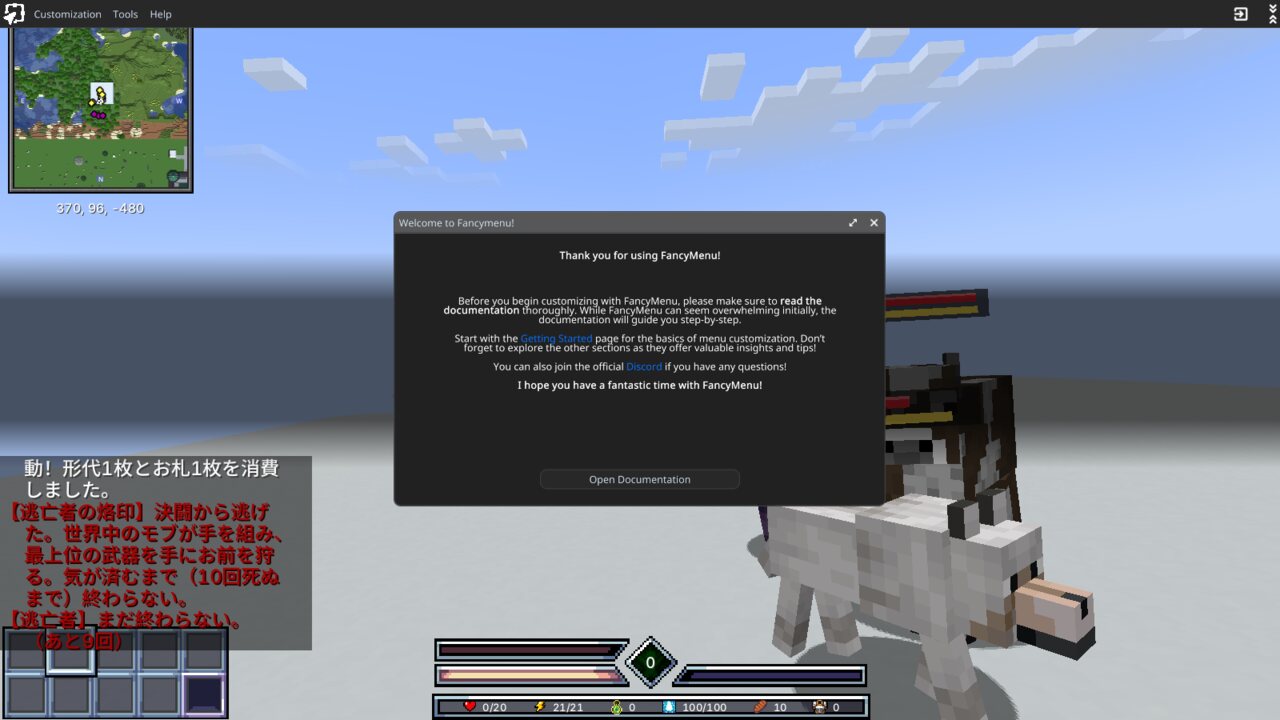 Customization Tools Help
E
W
N
370, 96, -480
Welcome to Fancymenu!
Thank you for using FancyMenu!
Before you begin customizing with FancyMenu, please make sure to read the
documentation thoroughly. While FancyMenu can seem overwhelming initially, the
documentation will guide you step-by-step.
Start with the Getting Started page for the basics of menu customization. Don't
forget to explore the other sections as they offer valuable insights and tips!
You can also join the official Discord if you have any questions!
I hope you have a fantastic time with FancyMenu!
Open Documentation
動！形代1枚とお札1枚を消費
しました。
【逃亡者の烙印】決闘から逃げ
た。世界中のモブが手を組み、
最上位の武器を手にお前を狩
る。気が済むまで（10回死ぬ
まで）終わらない。
【逃亡者】まだ終わらない。
（あと9回）
0
0/20 21/21 0 100/100 10 0